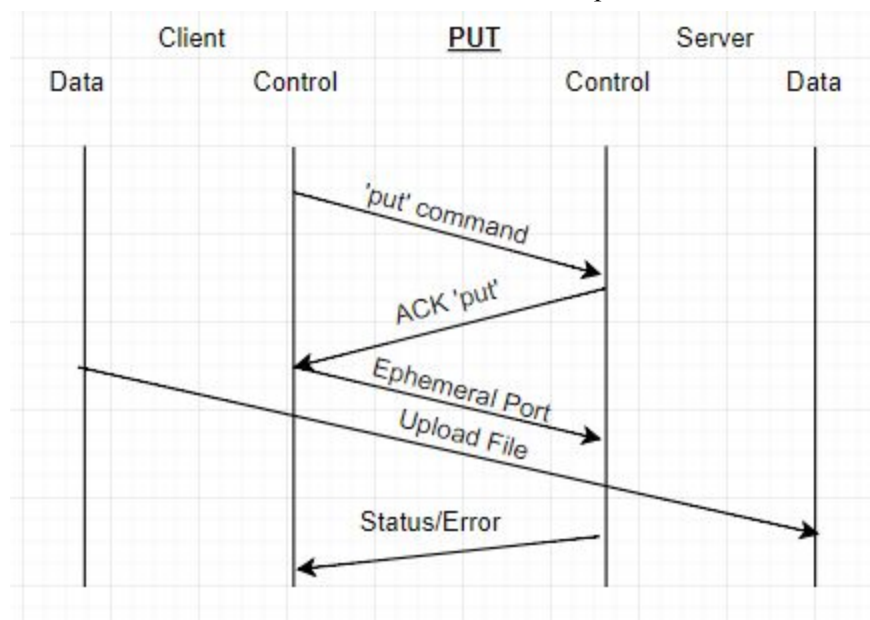 Client PUT Server
Data Control Control Data
'put' command
ACK 'put'
Ephemeral Port
Upload File
Status/Error